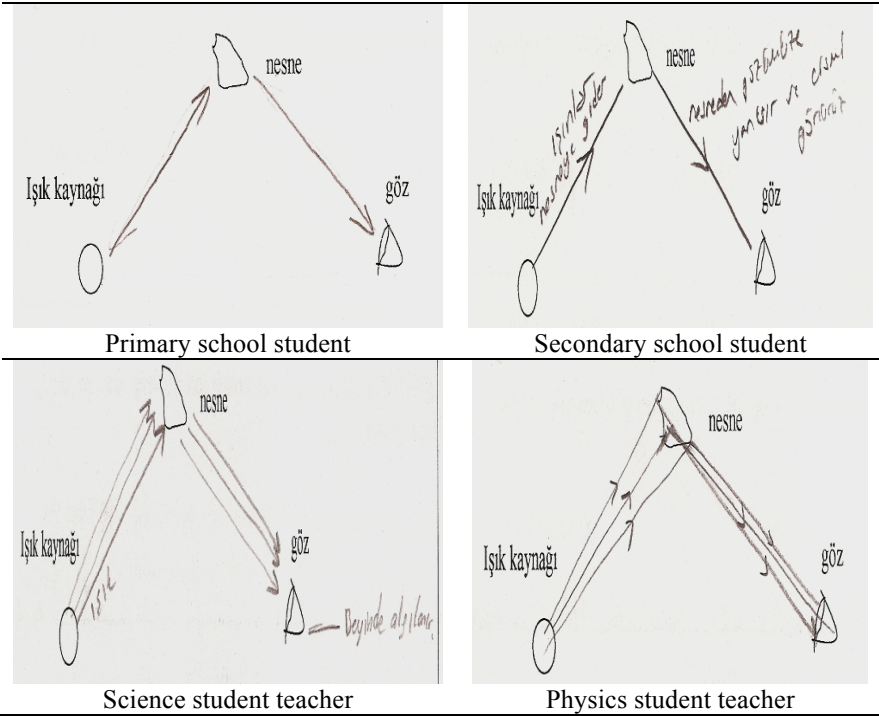 nesne
ışınlar
nesneye gider
nesne
nesneden gözümüze
yansır ve cismi
görürüz
Işık kaynağı
göz
Işık kaynağı
göz
Primary school student
Secondary school student
nesne
nesne
Işık kaynağı
ışık
göz
Beyinde algılanır
Işık kaynağı
göz
Science student teacher
Physics student teacher